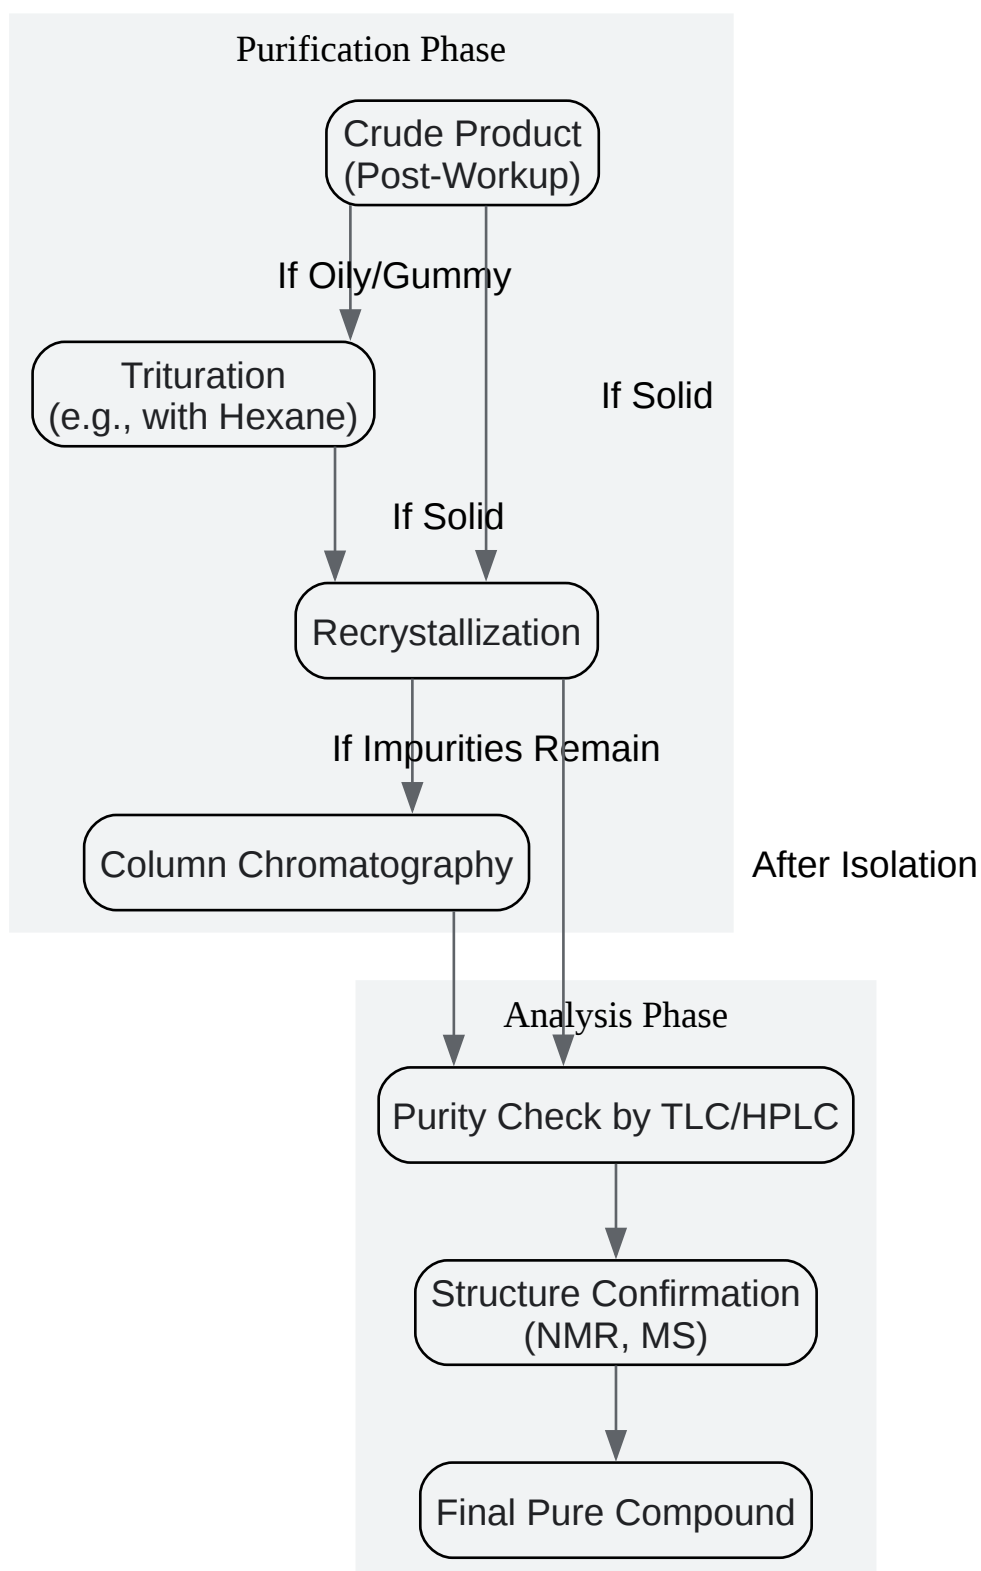 Purification Phase
Crude Product
(Post-Workup)
If Oily/Gummy
Trituration
(e.g., with Hexane)
If Solid
If Solid
Recrystallization
If Impurities Remain
Column Chromatography
After Isolation
Analysis Phase
Purity Check by TLC/HPLC
Structure Confirmation
(NMR, MS)
Final Pure Compound